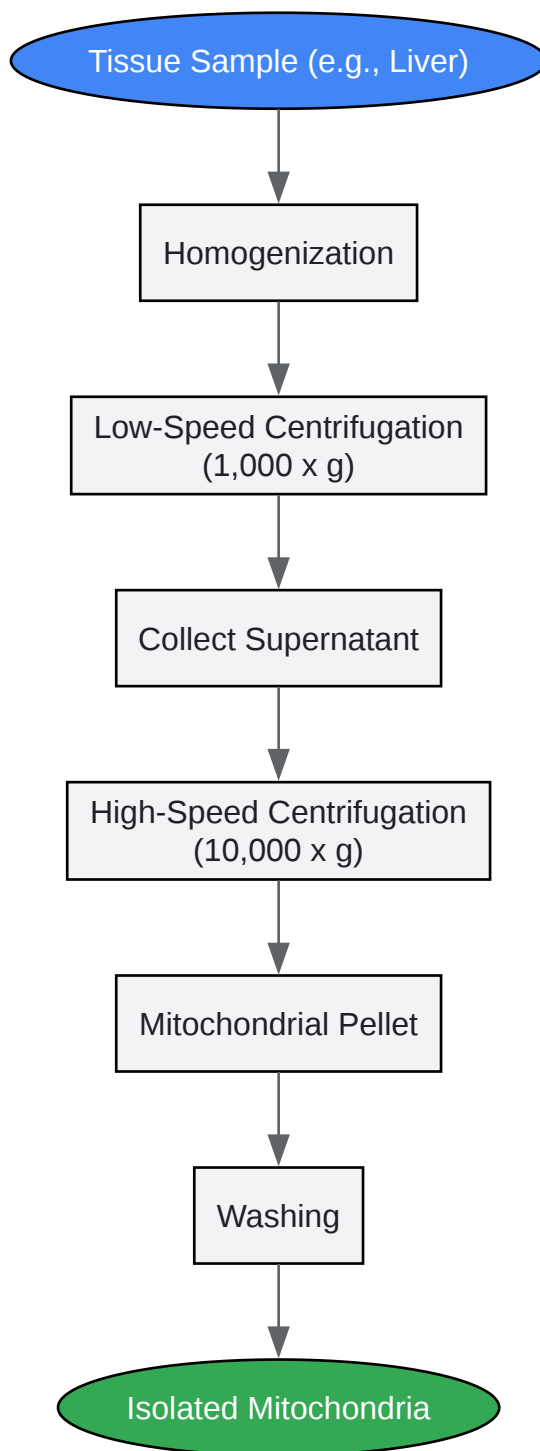 Tissue Sample (e.g., Liver)
Homogenization
Low-Speed Centrifugation
(1,000 x g)
Collect Supernatant
High-Speed Centrifugation
(10,000 x g)
Mitochondrial Pellet
Washing
Isolated Mitochondria